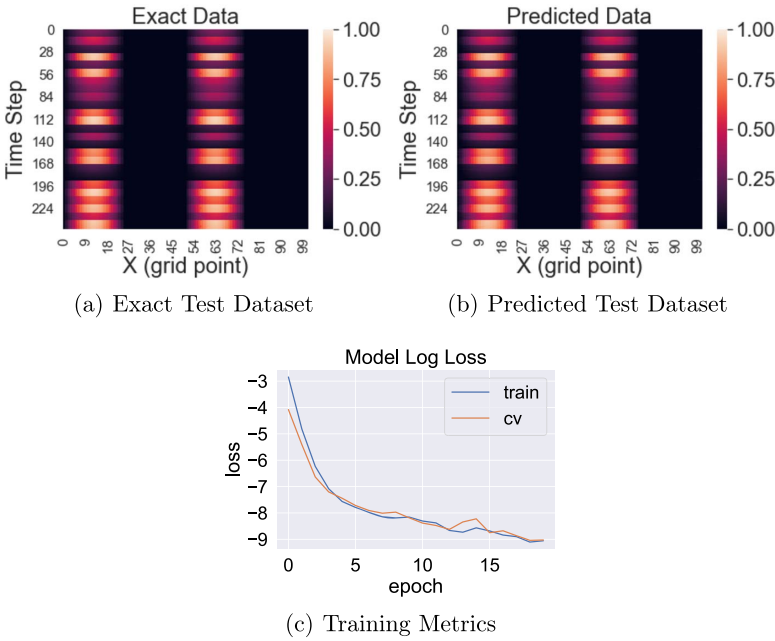 Exact Data
Predicted Data
0
28
56
84
112
140
168
196
224
Time Step
0 9 18 27 36 45 54 63 72 81 90 99
X (grid point)
1.00
0.75
0.50
0.25
0.00
0
28
56
84
112
140
168
196
224
Time Step
0 9 18 27 36 45 54 63 72 81 90 99
X (grid point)
1.00
0.75
0.50
0.25
0.00
(a) Exact Test Dataset
(b) Predicted Test Dataset
Model Log Loss
−3
−4
−5
−6
−7
−8
−9
loss
train
cv
0 5 10 15
epoch
(c) Training Metrics